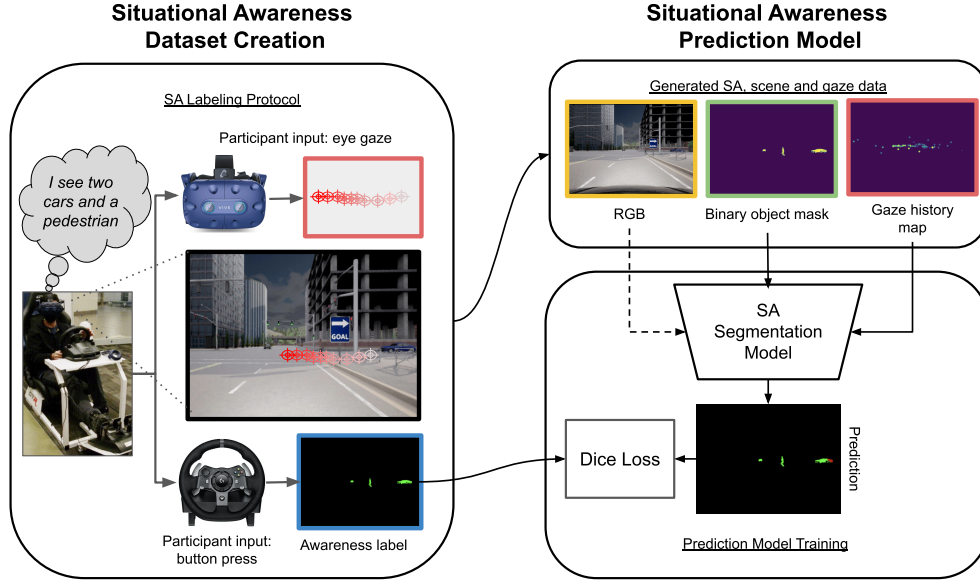 Situational Awareness
Dataset Creation
SA Labeling Protocol
Participant input: eye gaze
I see two
cars and a
pedestrian
VIVE
GOAL
Participant input:
button press
Awareness label
Situational Awareness
Prediction Model
Generated SA, scene and gaze data
RGB
Binary object mask
Gaze history
map
SA
Segmentation
Model
Dice Loss
Prediction
Prediction Model Training